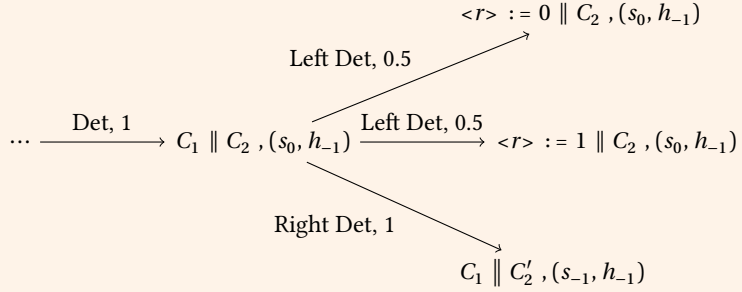 <r> := 0 ∥ C₂ , (s₀, h₋₁)
Left Det, 0.5
Det, 1
Left Det, 0.5
··· C₁ ∥ C₂ , (s₀, h₋₁) <r> := 1 ∥ C₂ , (s₀, h₋₁)
Right Det, 1
C₁ ∥ C₂′ , (s₋₁, h₋₁)